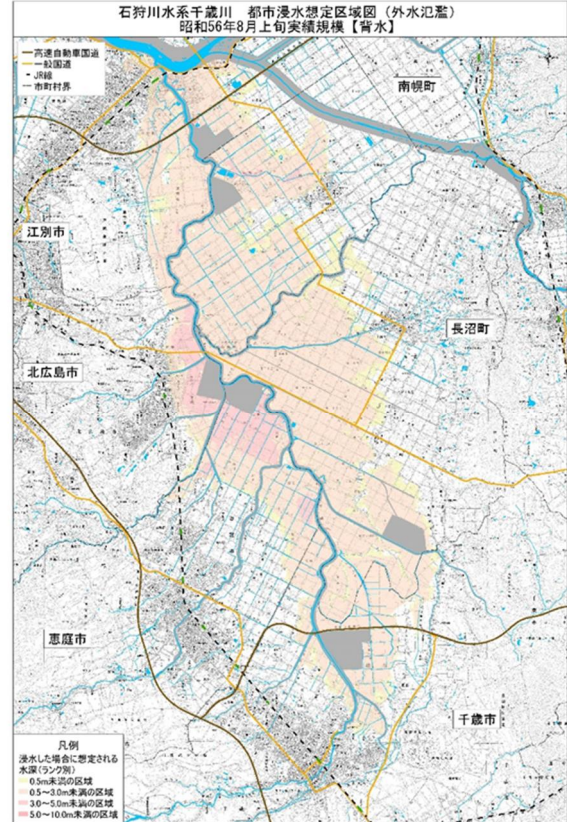 石狩川水系千歳川 都市浸水想定区域図（外水氾濫）
昭和56年8月上旬実績規模【背水】
高速自動車国道
一般国道
JR線
市町村界
南幌町
江別市
長沼町
北広島市
恵庭市
千歳市
凡例
浸水した場合に想定される
水深（ランク別）
0.5m未満の区域
0.5～3.0m未満の区域
3.0～5.0m未満の区域
5.0～10.0m未満の区域